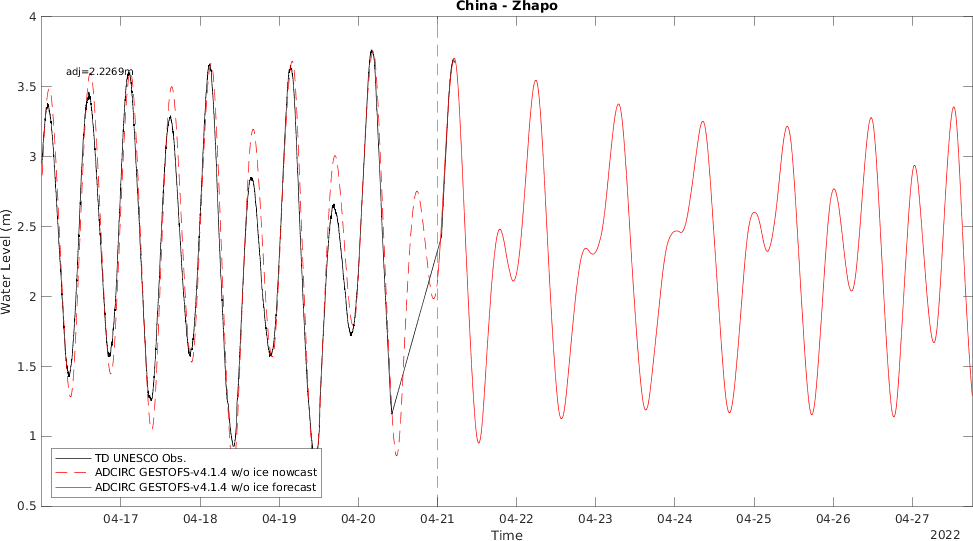 China - Zhapo
adj=2.2269m
Water Level (m)
4
3.5
3
2.5
2
1.5
1
0.5
TD UNESCO Obs.
ADCIRC GESTOFS-v4.1.4 w/o ice nowcast
ADCIRC GESTOFS-v4.1.4 w/o ice forecast
04-17 04-18 04-19 04-20 04-21 04-22 04-23 04-24 04-25 04-26 04-27
Time
2022